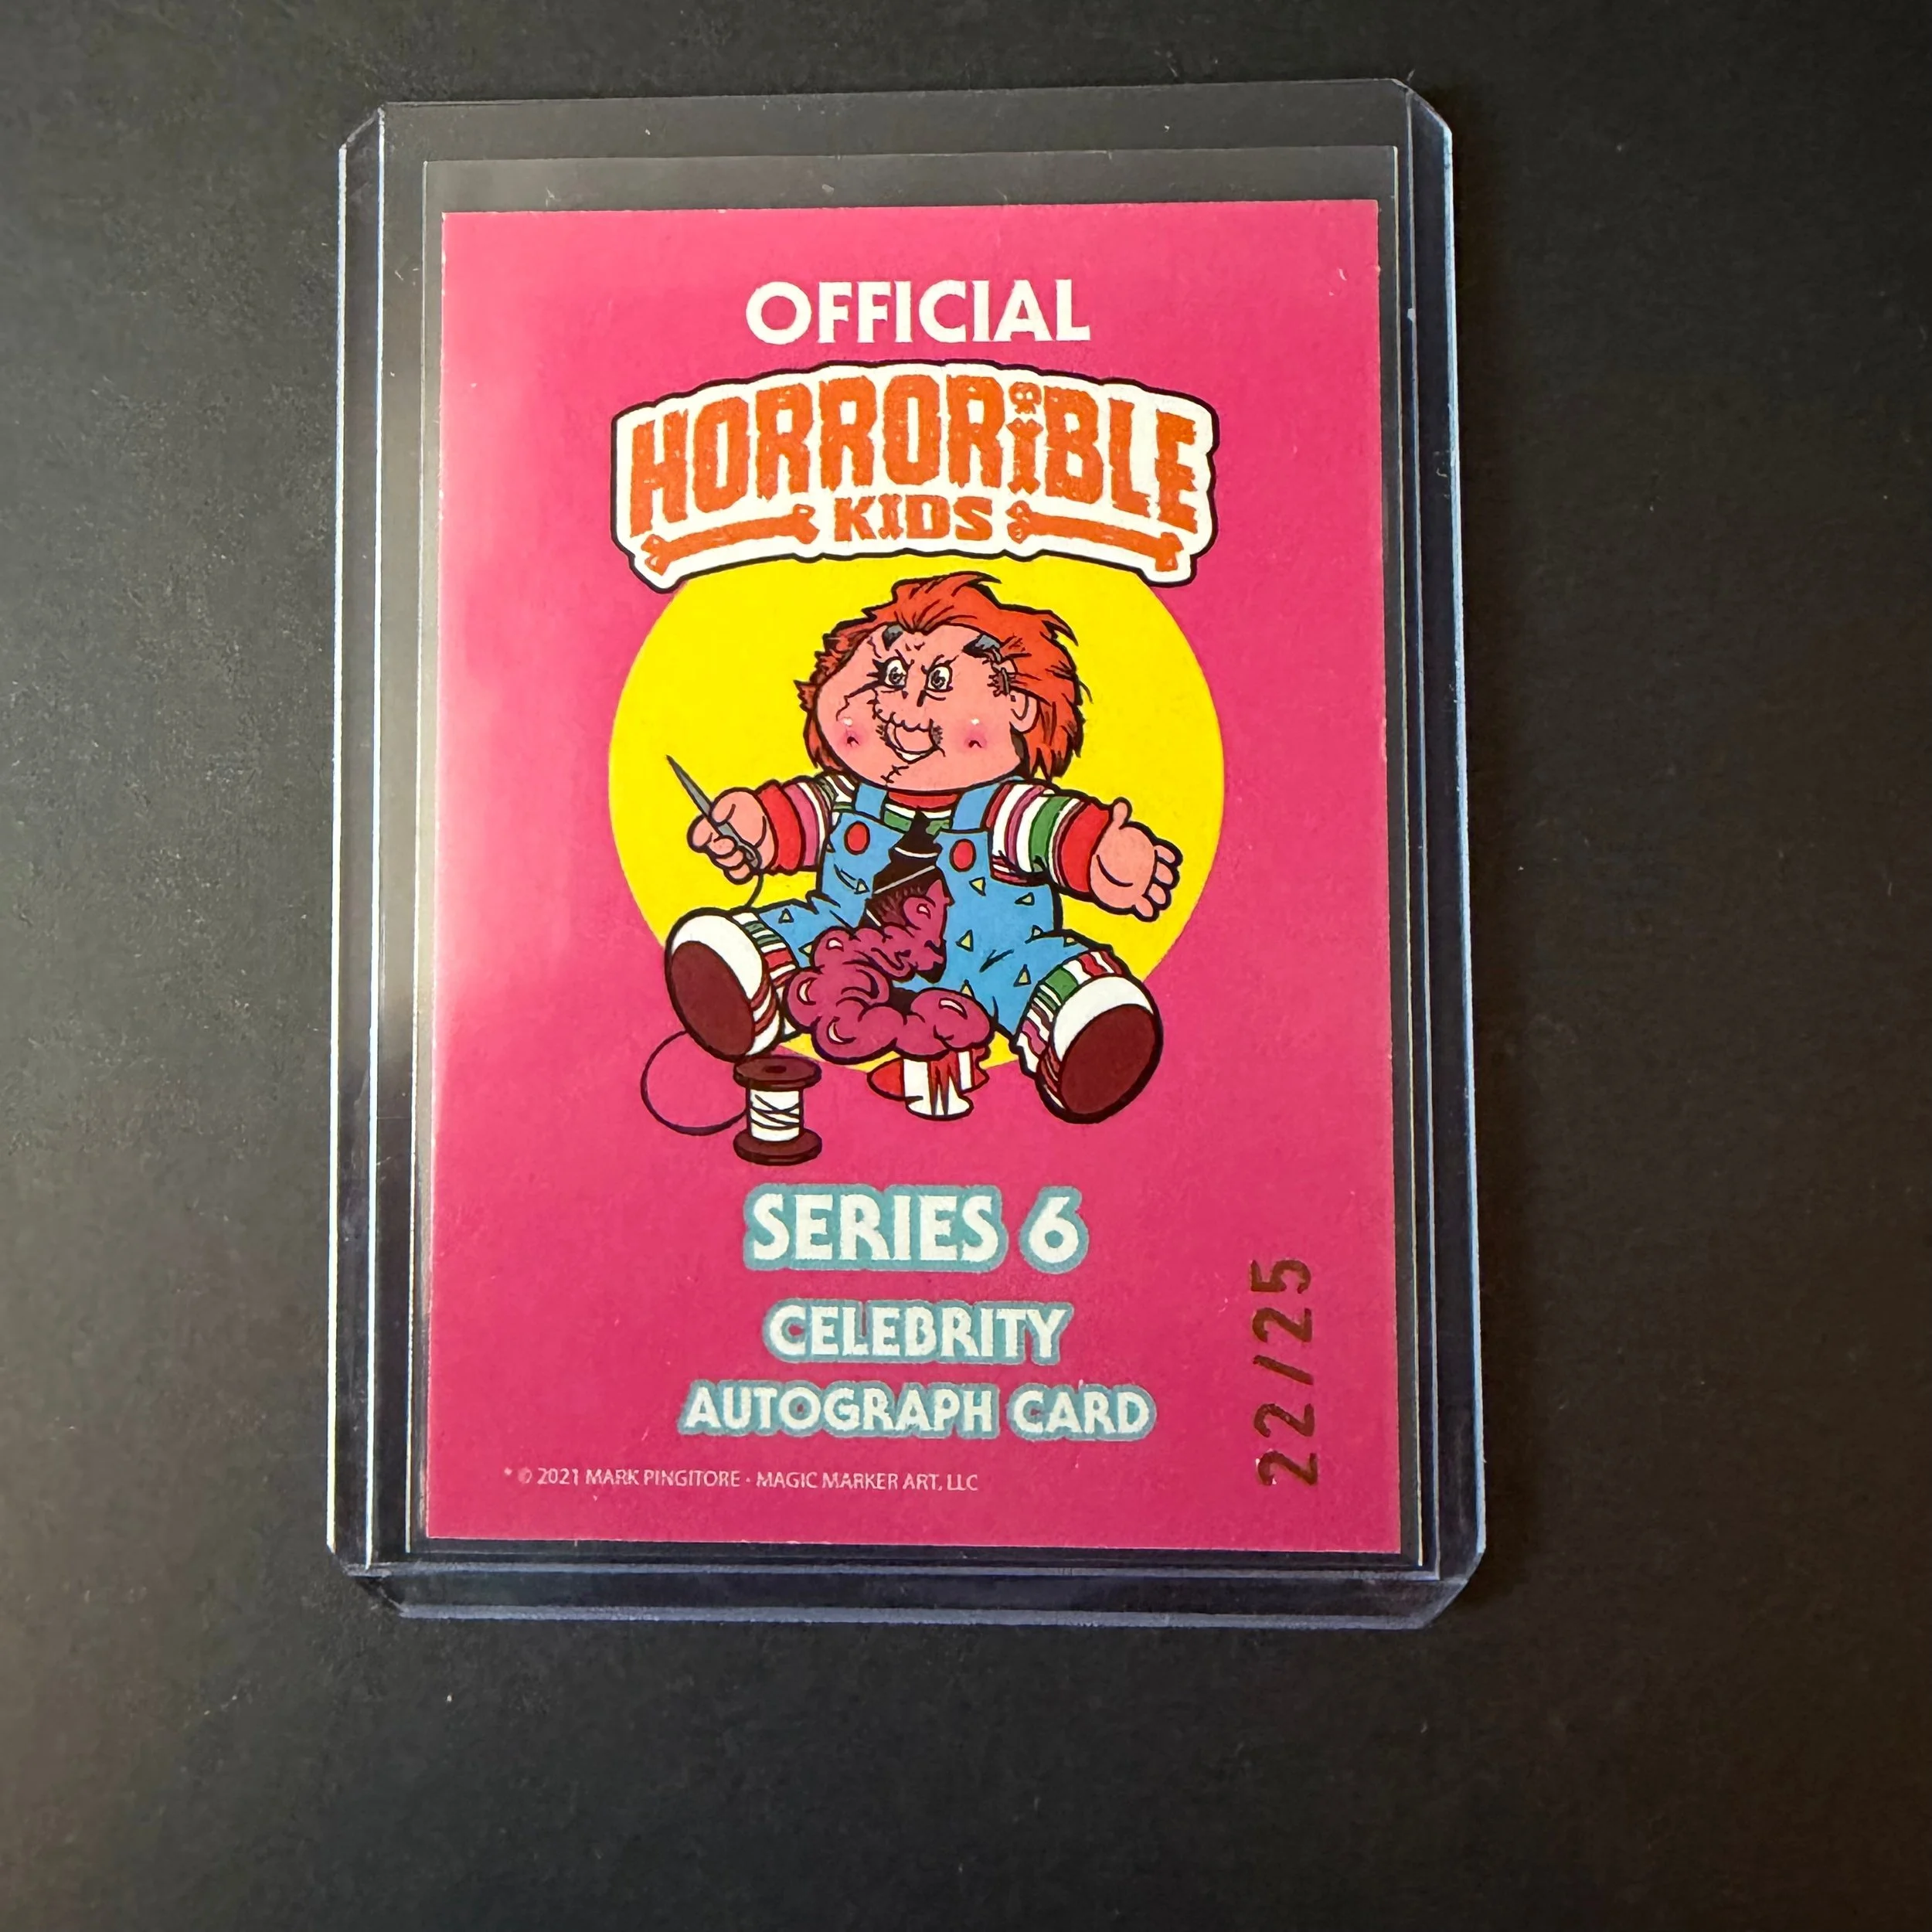 OFFICIAL
HORRORiBLE
KIDS
SERIES 6
CELEBRITY
AUTOGRAPH CARD
* © 2021 MARK PINGITORE • MAGIC MARKER ART, LLC
22/25